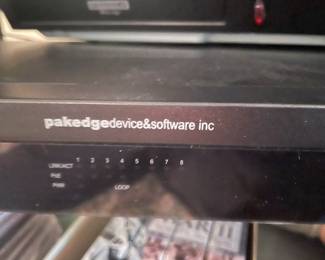 pakedgedevice&software inc
1 2 3 4 5 6 7 8
LINK/ACT
PoE
PWR LOOP